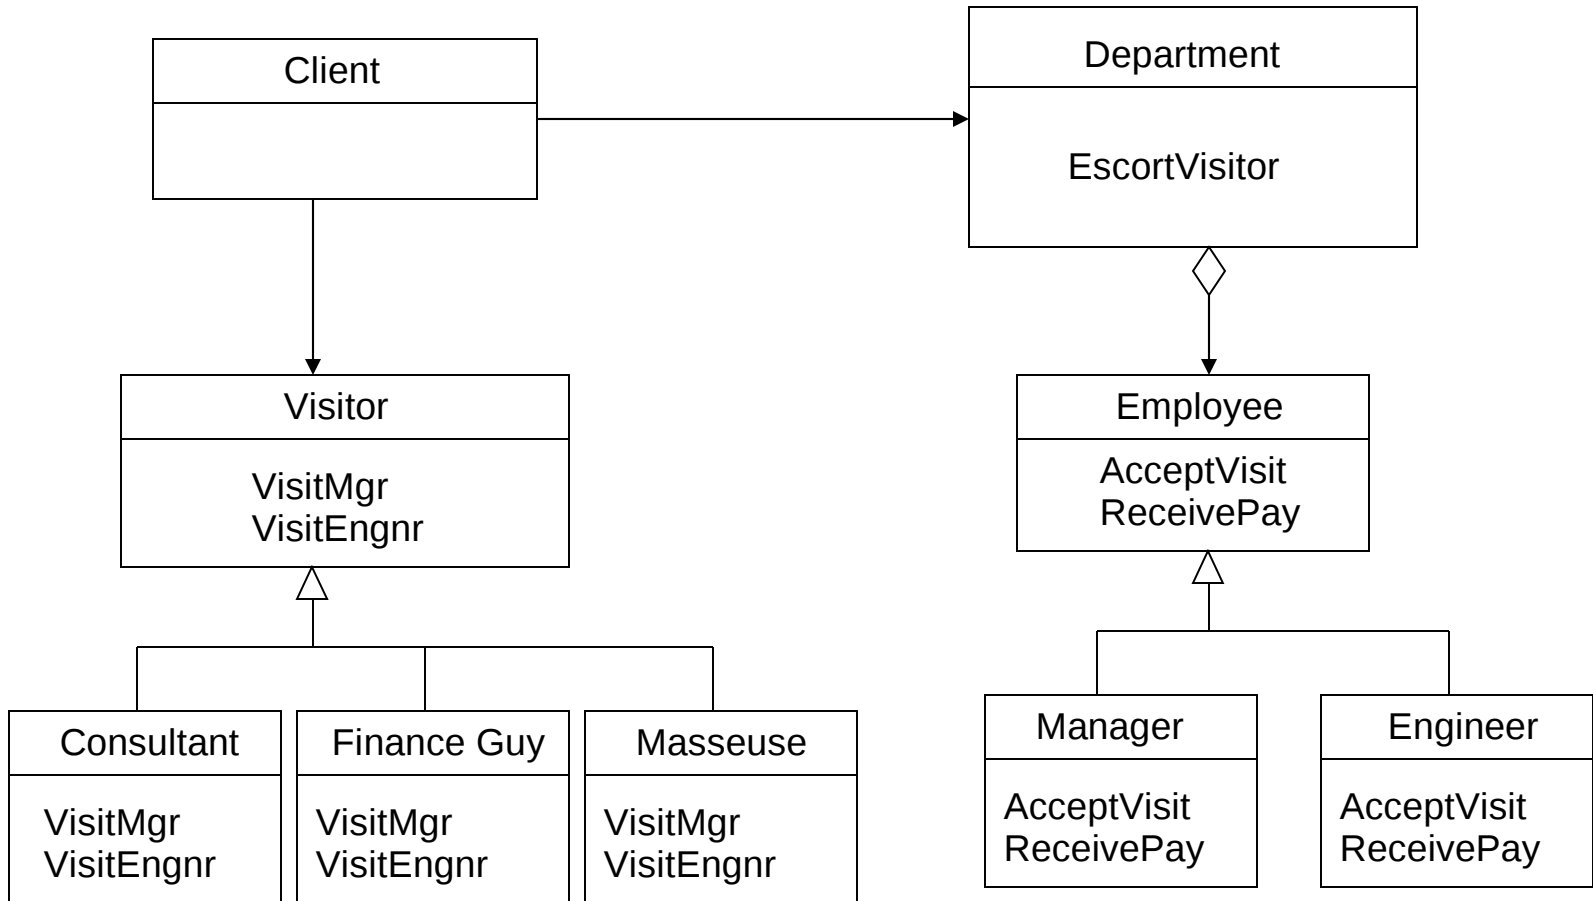 Client
Department
EscortVisitor
Visitor
VisitMgr
VisitEngnr
Employee
AcceptVisit
ReceivePay
Consultant
VisitMgr
VisitEngnr
Finance Guy
VisitMgr
VisitEngnr
Masseuse
VisitMgr
VisitEngnr
Manager
AcceptVisit
ReceivePay
Engineer
AcceptVisit
ReceivePay